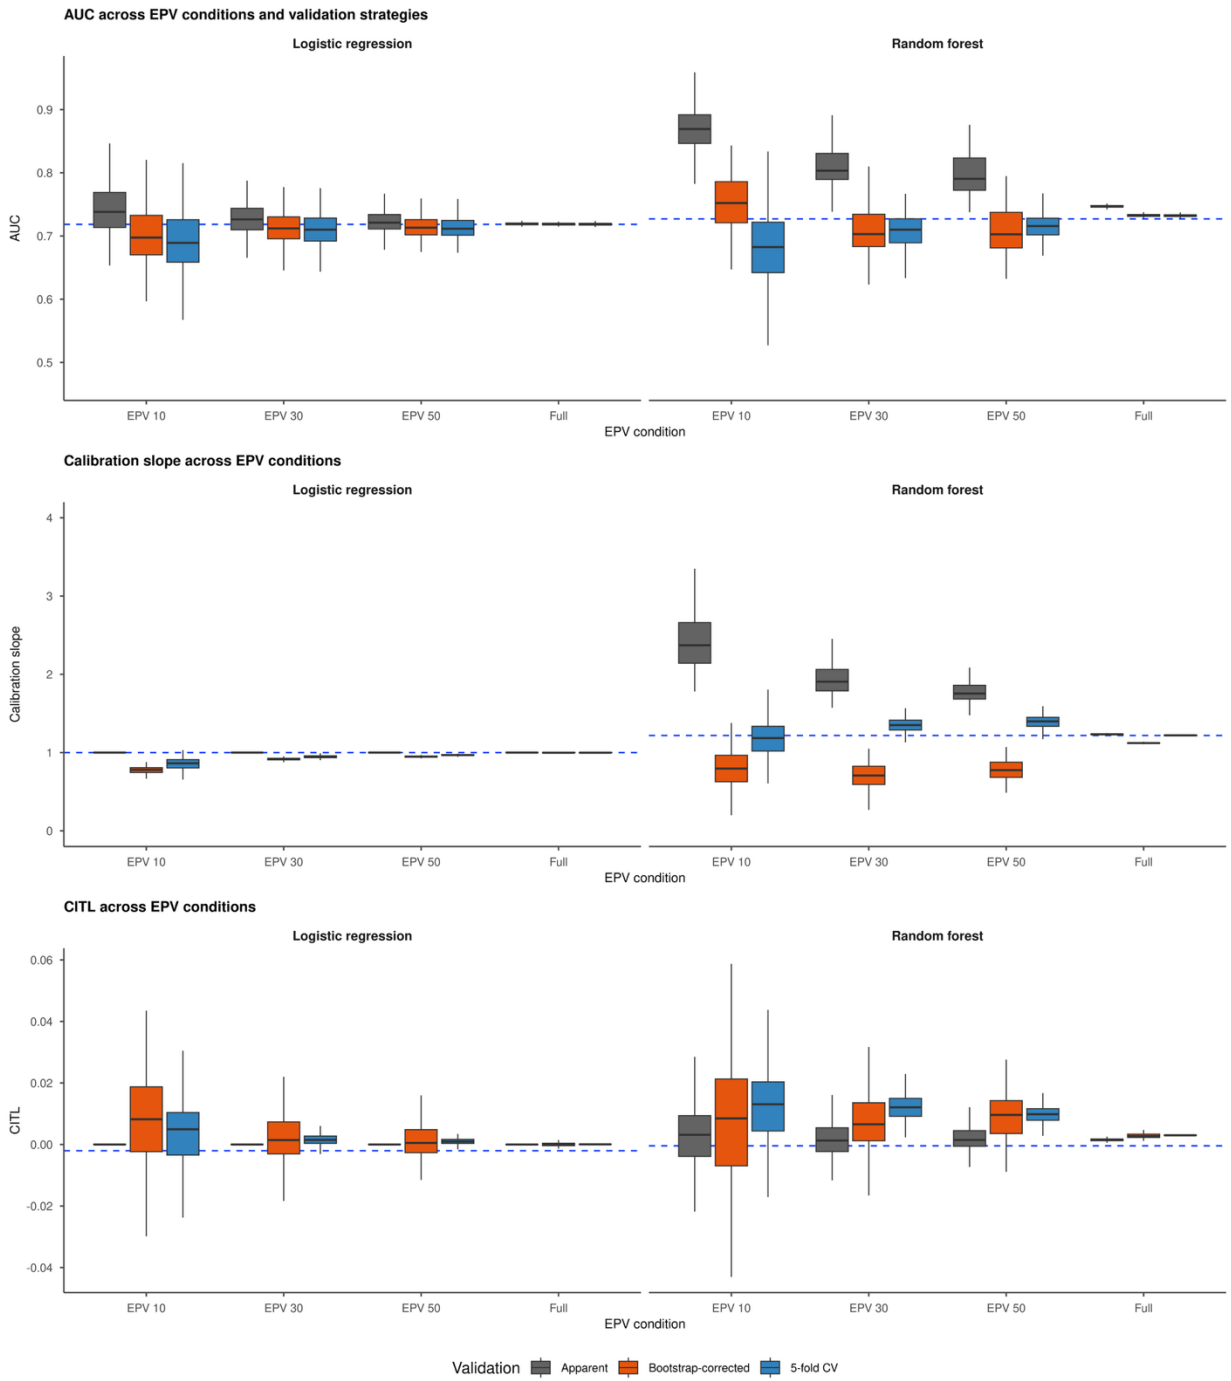 AUC across EPV conditions and validation strategies
Logistic regression
Random forest
AUC
0.9
0.8
0.7
0.6
0.5
EPV 10
EPV 30
EPV 50
Full
EPV 10
EPV 30
EPV 50
Full
EPV condition
Calibration slope across EPV conditions
Logistic regression
Random forest
Calibration slope
4
3
2
1
0
EPV 10
EPV 30
EPV 50
Full
EPV 10
EPV 30
EPV 50
Full
EPV condition
CITL across EPV conditions
Logistic regression
Random forest
CITL
0.06
0.04
0.02
0.00
-0.02
-0.04
EPV 10
EPV 30
EPV 50
Full
EPV 10
EPV 30
EPV 50
Full
EPV condition
Validation Apparent Bootstrap-corrected 5-fold CV